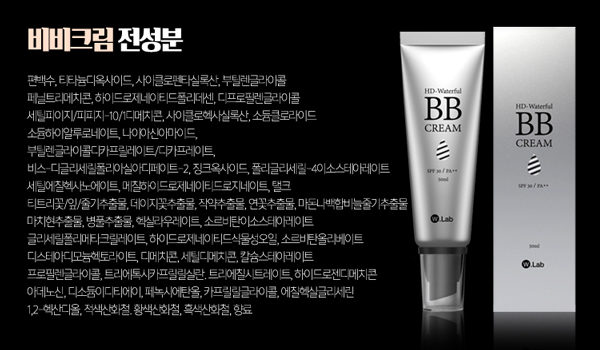 비비크림 전성분
편백수, 티타늄디옥사이드, 사이클로펜타실록산, 부틸렌글라이콜
페닐트리메치콘, 하이드로제네이티드폴리데센, 디프로필렌글라이콜
세틸피이지/피피지-10/1디메치콘, 사이클로헥사실록산, 소듐클로라이드
소듐하이알루로네이트, 나이아신아마이드,
부틸렌글라이콜디카프릴레이트/디카프레이트,
비스-디글리세릴폴리아실아디페이트-2, 징크옥사이드, 폴리글리세릴-4이소스테아레이트
세틸에칠헥사노에이트, 메칠하이드로제네이티드로지네이트, 탤크
티트리꽃/잎/줄기추출물, 데이지꽃추출물, 작약추출물, 연꽃추출물, 마돈나백합비늘줄기추출물
마치현추출물, 병풀추출물, 헥실라우레이트, 소르비탄이소스테아레이트
글리세릴폴리메타크릴레이트, 하이드로제네이티드식물성오일, 소르비탄올리베이트
디스테아디모늄헥토라이트, 디메치콘, 세틸디메치콘, 칼슘스테아레이트
프로필렌글라이콜, 트리에톡시카프릴릴실란. 트리에칠시트레이트, 하이드로젠디메치콘
아데노신, 디소듐이디티에이, 페녹시에탄올, 카프릴릴글라이콜, 에칠헥실글리세린
1,2-헥산디올, 적색산화철. 황색산화철, 흑색산화철, 향료
HD-Waterful
BB
CREAM
SPF 50 / PA++
50ml
W.Lab
HD-Waterful
BB
CREAM
SPF 50 / PA++
50ml
W.Lab